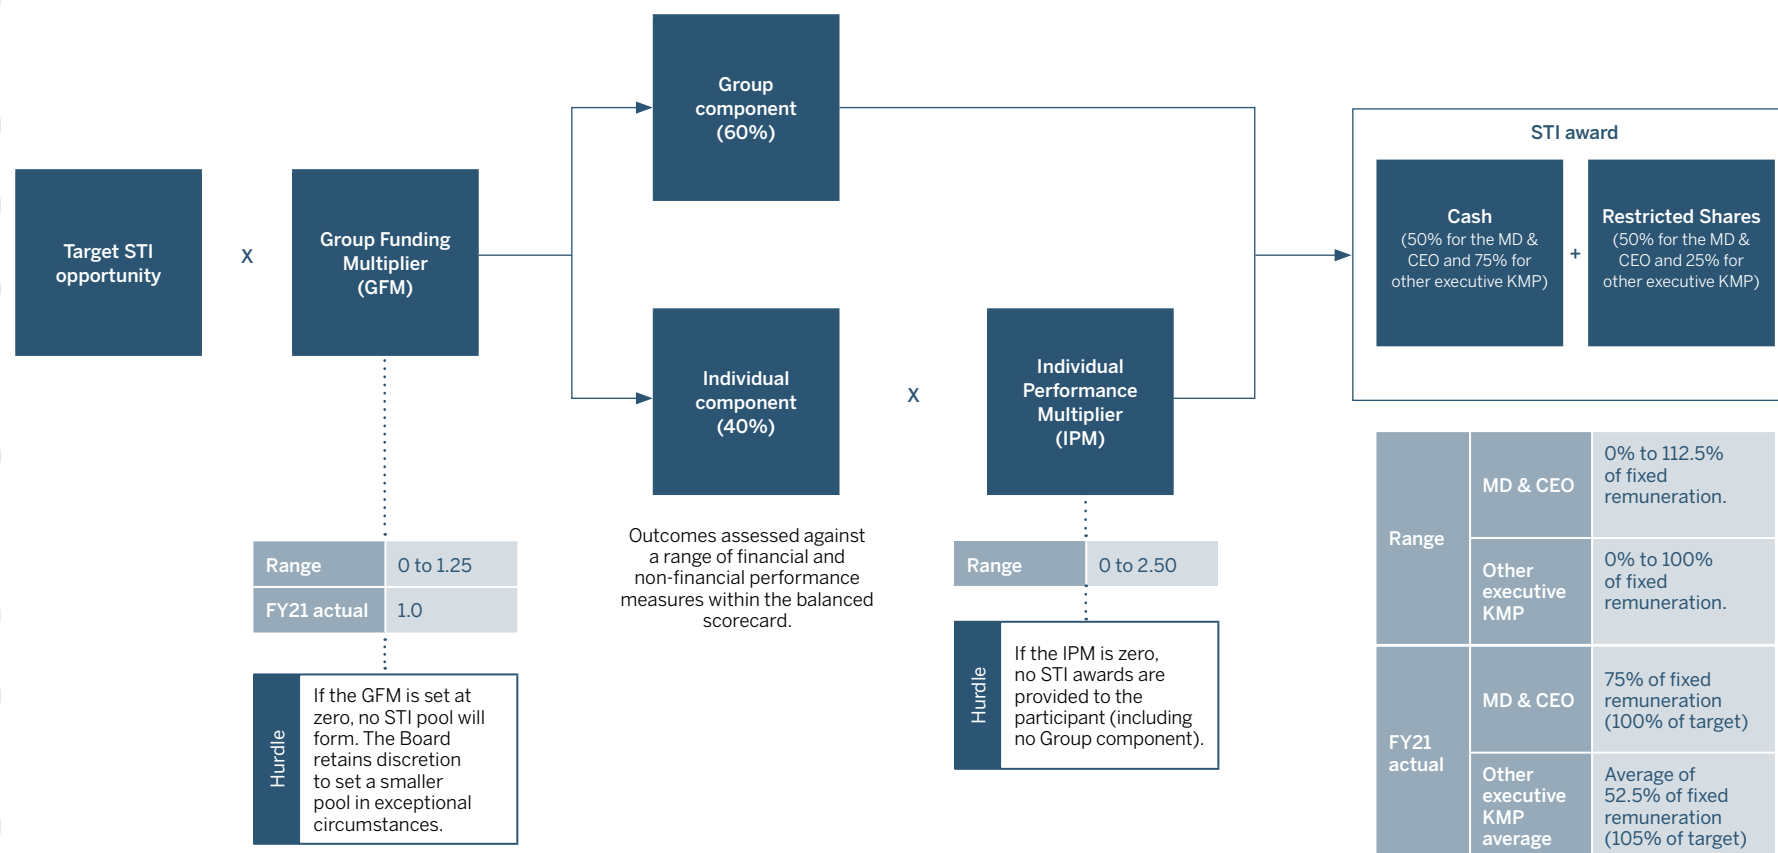 Target STI
opportunity
X
Group Funding
Multiplier
(GFM)
Group
component
(60%)
Individual
component
(40%)
X
Individual
Performance
Multiplier
(IPM)
STI award
Cash
(50% for the MD &
CEO and 75% for
other executive KMP)
+
Restricted Shares
(50% for the MD &
CEO and 25% for
other executive KMP)
Range 0 to 1.25
FY21 actual 1.0
Hurdle
If the GFM is set at
zero, no STI pool will
form. The Board
retains discretion
to set a smaller
pool in exceptional
circumstances.
Outcomes assessed against
a range of financial and
non-financial performance
measures within the balanced
scorecard.
Range 0 to 2.50
Hurdle
If the IPM is zero,
no STI awards are
provided to the
participant (including
no Group component).
Range
MD & CEO
0% to 112.5%
of fixed
remuneration.
Other
executive
KMP
0% to 100%
of fixed
remuneration.
FY21
actual
MD & CEO
75% of fixed
remuneration
(100% of target)
Other
executive
KMP
average
Average of
52.5% of fixed
remuneration
(105% of target)